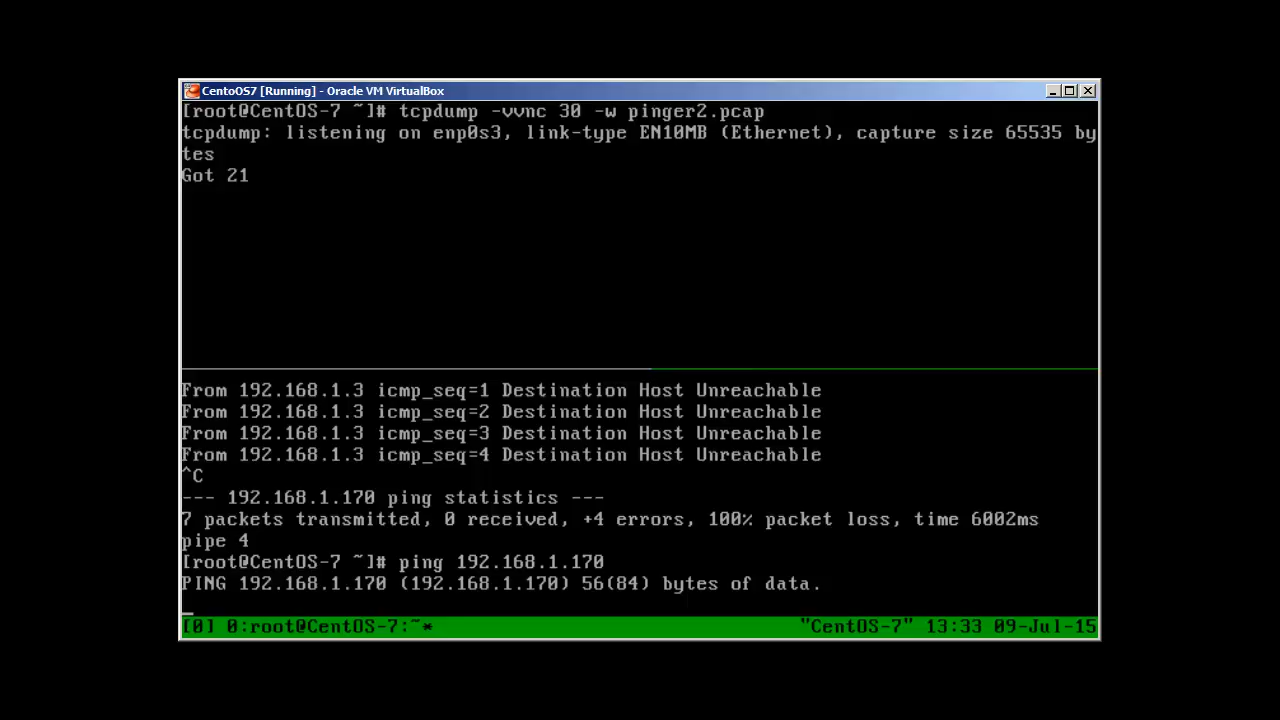 CentoOS7 [Running] - Oracle VM VirtualBox
[root@CentOS-7 ~]# tcpdump -vvnc 30 -w pinger2.pcap
tcpdump: listening on enp0s3, link-type EN10MB (Ethernet), capture size 65535 by
tes
Got 21
From 192.168.1.3 icmp_seq=1 Destination Host Unreachable
From 192.168.1.3 icmp_seq=2 Destination Host Unreachable
From 192.168.1.3 icmp_seq=3 Destination Host Unreachable
From 192.168.1.3 icmp_seq=4 Destination Host Unreachable
^C
--- 192.168.1.170 ping statistics ---
7 packets transmitted, 0 received, +4 errors, 100% packet loss, time 6002ms
pipe 4
[root@CentOS-7 ~]# ping 192.168.1.170
PING 192.168.1.170 (192.168.1.170) 56(84) bytes of data.
[0] 0:root@CentOS-7:~* "CentOS-7" 13:33 09-Jul-15